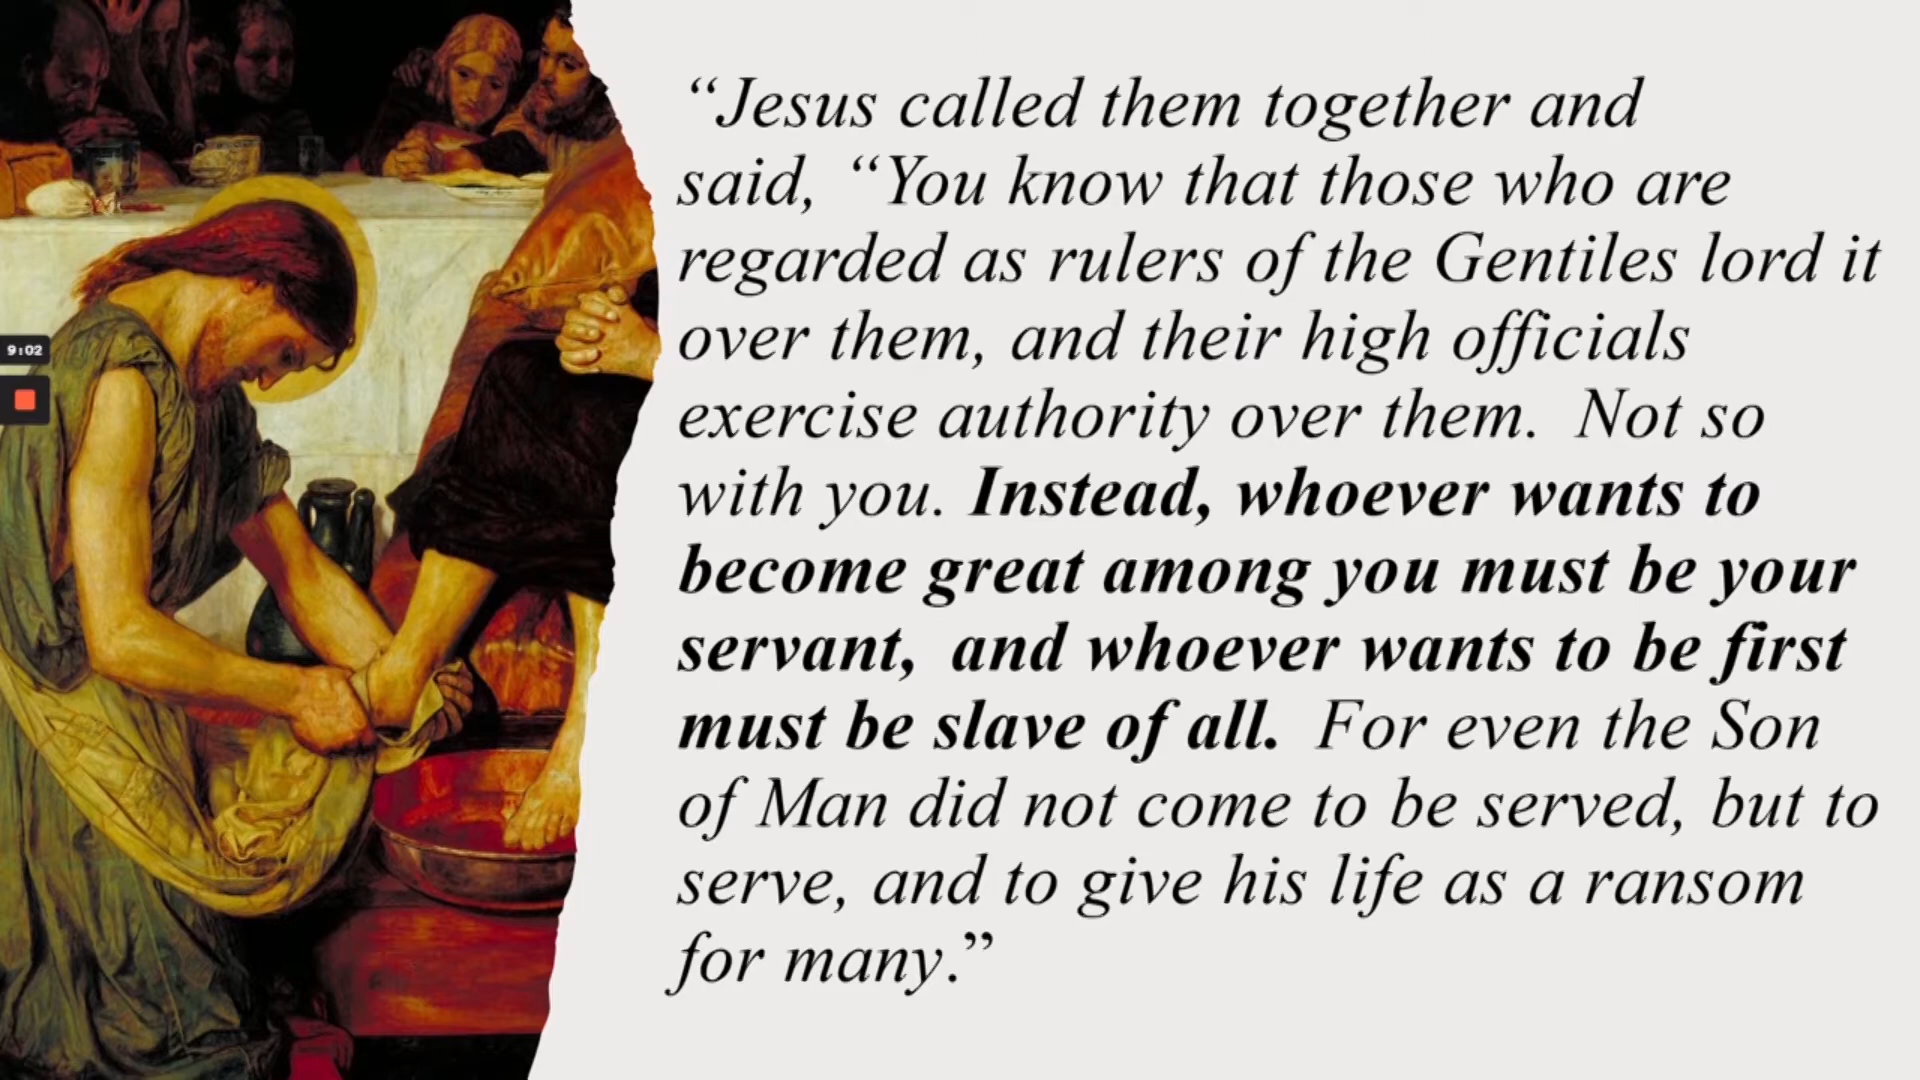 “Jesus called them together and
said, “You know that those who are
regarded as rulers of the Gentiles lord it
over them, and their high officials
exercise authority over them. Not so
with you. Instead, whoever wants to
become great among you must be your
servant, and whoever wants to be first
must be slave of all. For even the Son
of Man did not come to be served, but to
serve, and to give his life as a ransom
for many.”
9:02